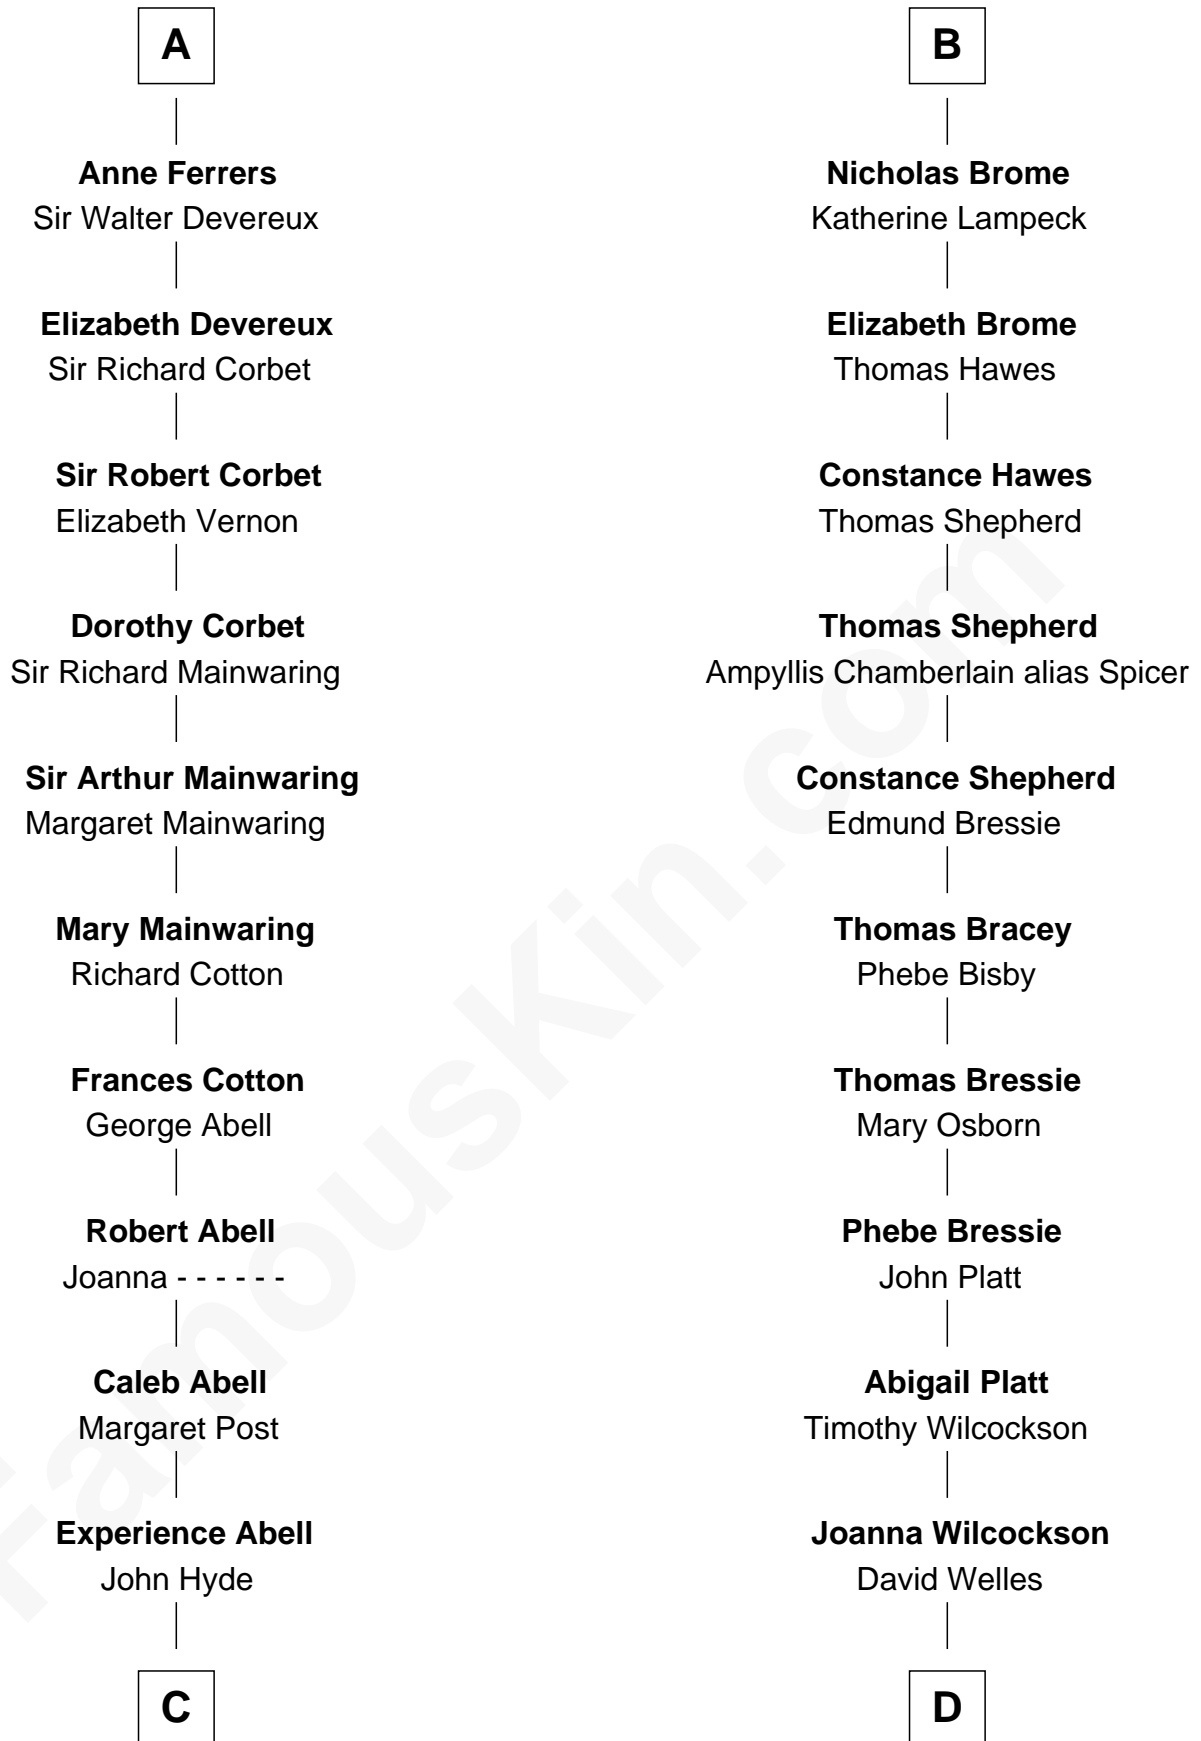 A
Anne Ferrers
Sir Walter Devereux
Elizabeth Devereux
Sir Richard Corbet
Sir Robert Corbet
Elizabeth Vernon
Dorothy Corbet
Sir Richard Mainwaring
Sir Arthur Mainwaring
Margaret Mainwaring
Mary Mainwaring
Richard Cotton
Frances Cotton
George Abell
Robert Abell
Joanna - - - - - -
Caleb Abell
Margaret Post
Experience Abell
John Hyde
C
B
Nicholas Brome
Katherine Lampeck
Elizabeth Brome
Thomas Hawes
Constance Hawes
Thomas Shepherd
Thomas Shepherd
Ampyllis Chamberlain alias Spicer
Constance Shepherd
Edmund Bressie
Thomas Bracey
Phebe Bisby
Thomas Bressie
Mary Osborn
Phebe Bressie
John Platt
Abigail Platt
Timothy Wilcockson
Joanna Wilcockson
David Welles
D
FamousKin.com